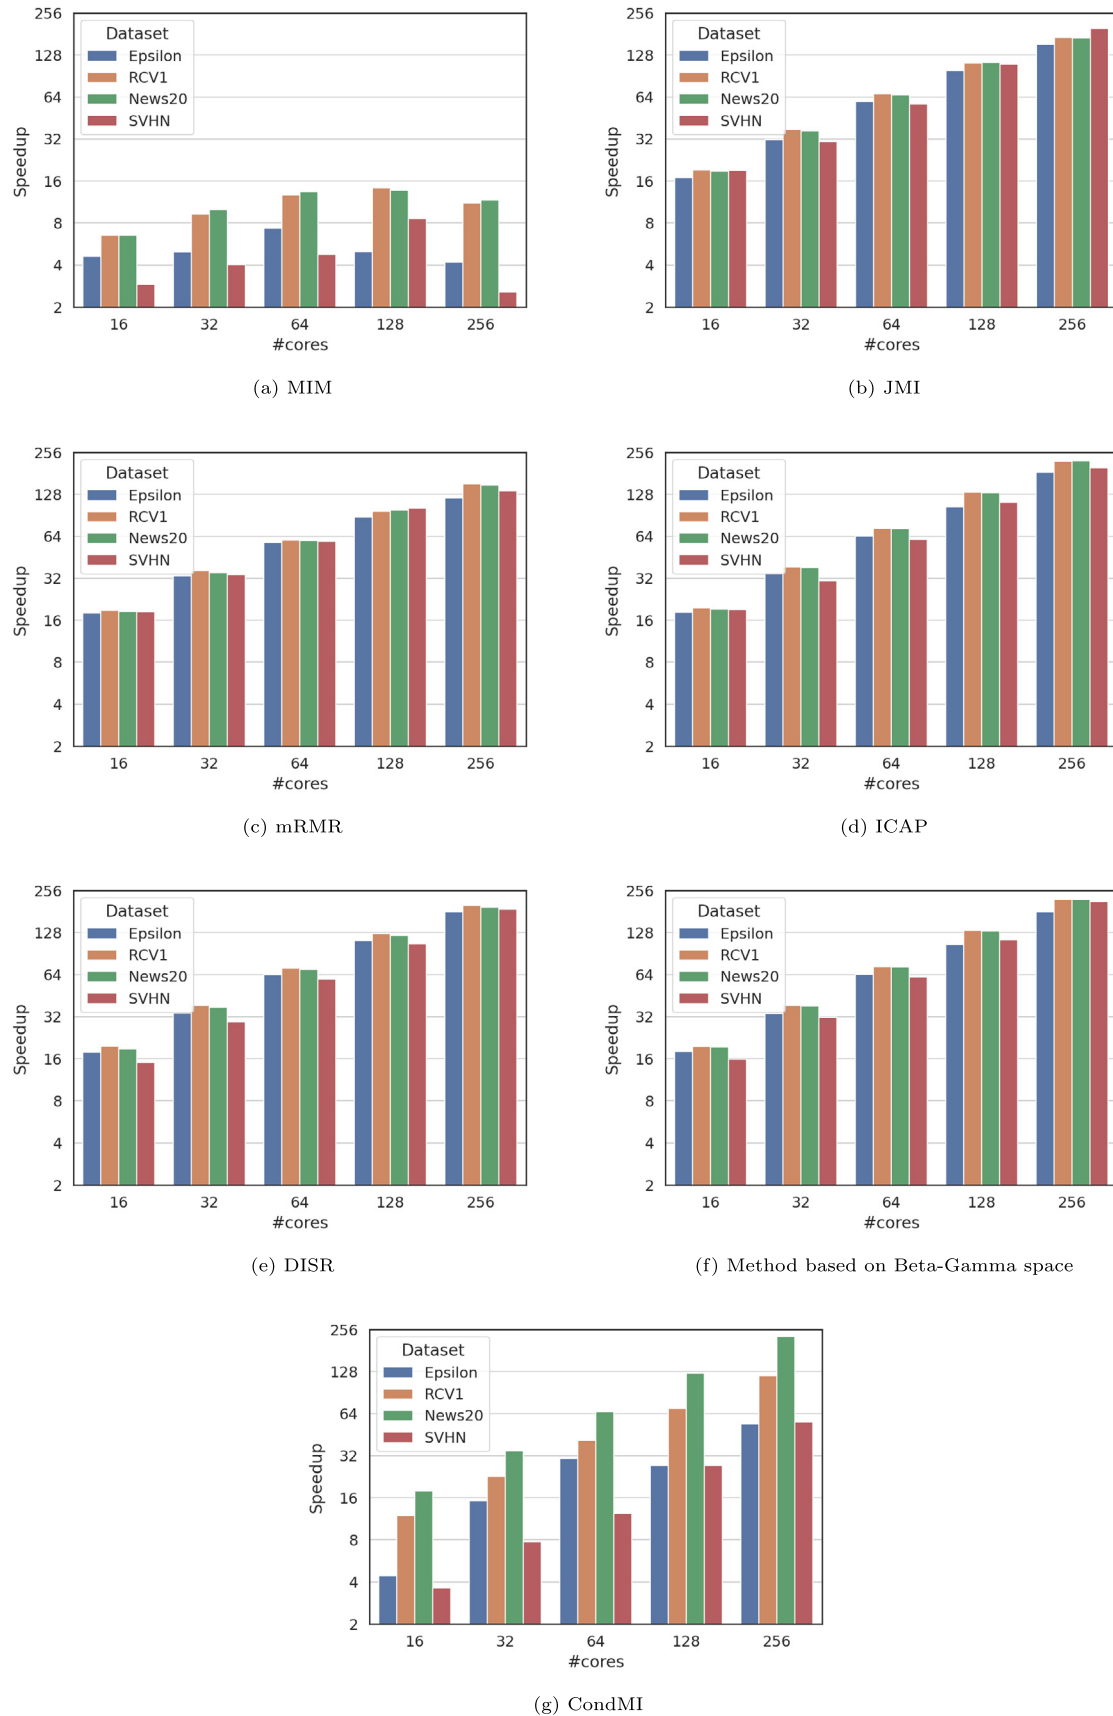 256
128
64
32
16
8
4
2
Speedup
Dataset
Epsilon
RCV1
News20
SVHN
16 32 64 128 256
#cores
(a) MIM
256
128
64
32
16
8
4
2
Speedup
Dataset
Epsilon
RCV1
News20
SVHN
16 32 64 128 256
#cores
(b) JMI
256
128
64
32
16
8
4
2
Speedup
Dataset
Epsilon
RCV1
News20
SVHN
16 32 64 128 256
#cores
(c) mRMR
256
128
64
32
16
8
4
2
Speedup
Dataset
Epsilon
RCV1
News20
SVHN
16 32 64 128 256
#cores
(d) ICAP
256
128
64
32
16
8
4
2
Speedup
Dataset
Epsilon
RCV1
News20
SVHN
16 32 64 128 256
#cores
(e) DISR
256
128
64
32
16
8
4
2
Speedup
Dataset
Epsilon
RCV1
News20
SVHN
16 32 64 128 256
#cores
(f) Method based on Beta-Gamma space
256
128
64
32
16
8
4
2
Speedup
Dataset
Epsilon
RCV1
News20
SVHN
16 32 64 128 256
#cores
(g) CondMI